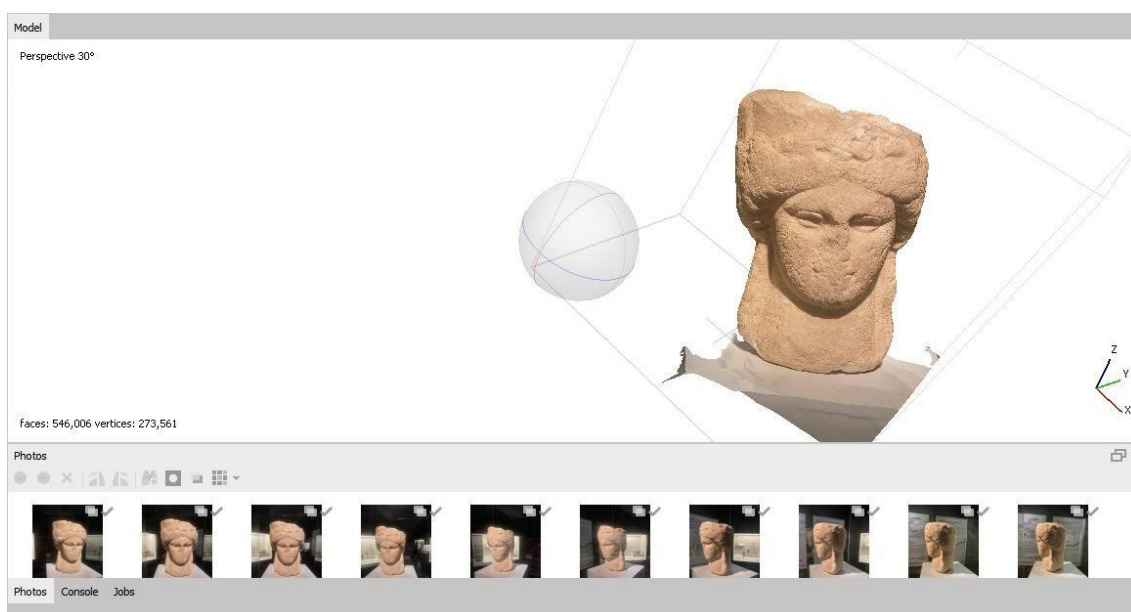 Model
Perspective 30°
Z
Y
X
faces: 546,006 vertices: 273,561
Photos
Photos Console Jobs